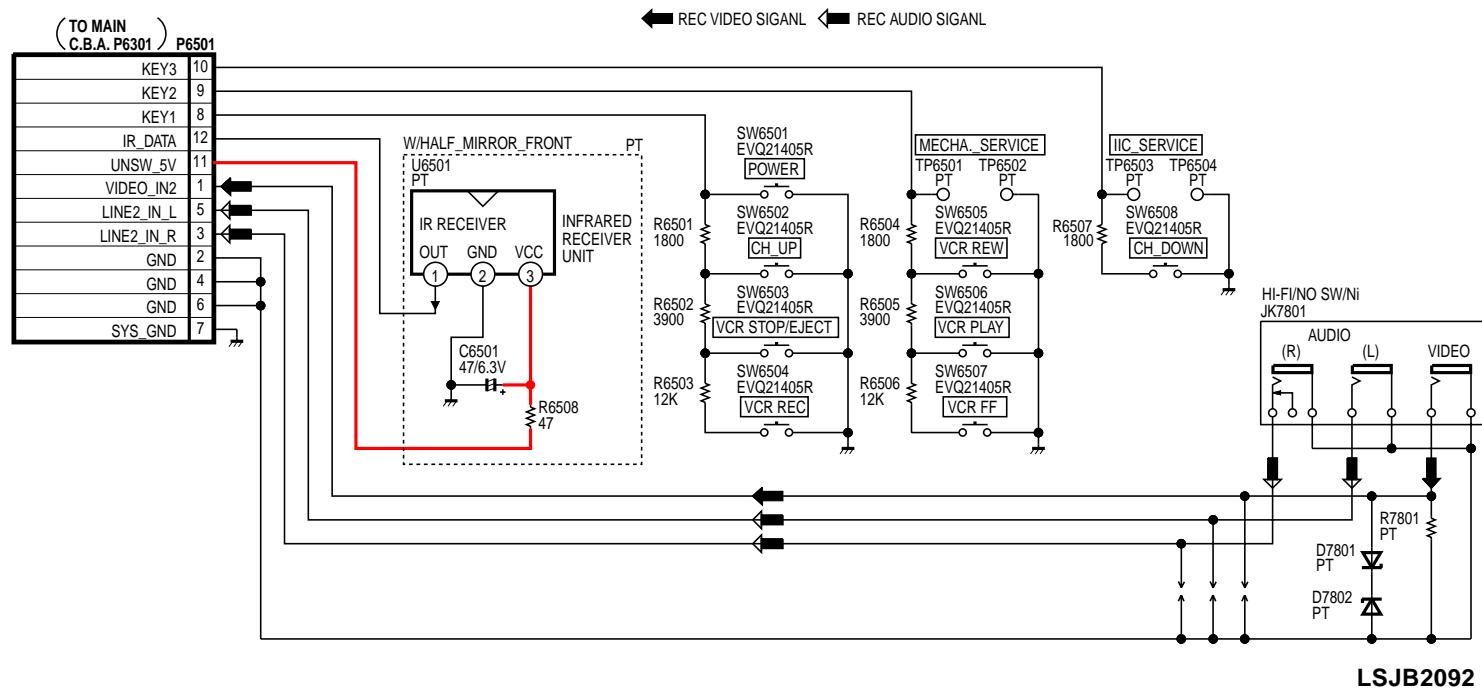 REC VIDEO SIGANL REC AUDIO SIGANL
TO MAIN
C.B.A. P6301
P6501
KEY3 10
KEY2 9
KEY1 8
IR_DATA 12
UNSW_5V 11
VIDEO_IN2 1
LINE2_IN_L 5
LINE2_IN_R 3
GND 2
GND 4
GND 6
SYS_GND 7
W/HALF_MIRROR_FRONT PT
U6501
PT
IR RECEIVER
OUT GND VCC
1 2 3
INFRARED
RECEIVER
UNIT
C6501
47/6.3V
+
R6508
47
SW6501
EVQ21405R
POWER
R6501
1800
SW6502
EVQ21405R
CH_UP
R6502
3900
SW6503
EVQ21405R
VCR STOP/EJECT
R6503
12K
SW6504
EVQ21405R
VCR REC
MECHA._SERVICE
TP6501 TP6502
PT PT
R6504
1800
SW6505
EVQ21405R
VCR REW
R6505
3900
SW6506
EVQ21405R
VCR PLAY
R6506
12K
SW6507
EVQ21405R
VCR FF
IIC_SERVICE
TP6503 TP6504
PT PT
R6507
1800
SW6508
EVQ21405R
CH_DOWN
HI-FI/NO SW/Ni
JK7801
AUDIO
(R) (L) VIDEO
R7801
PT
D7801
PT
D7802
PT
LSJB2092